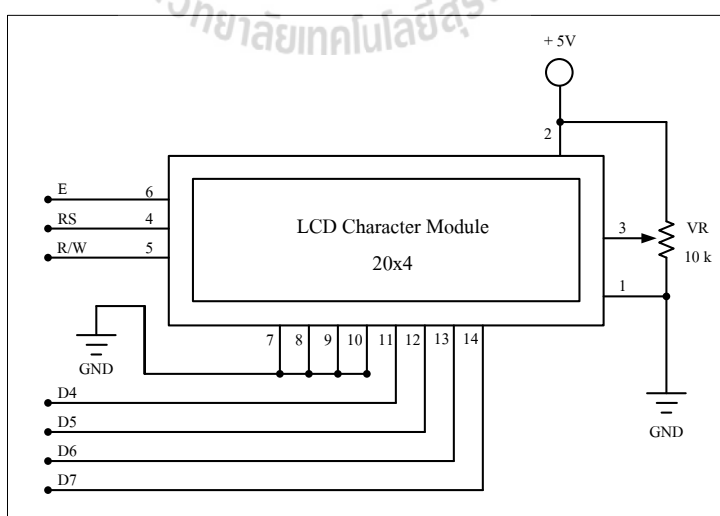 + 5V
2
E 6
RS 4
R/W 5
LCD Character Module
20x4
3
VR
10 k
1
7 8 9 10 11 12 13 14
GND
GND
D4
D5
D6
D7